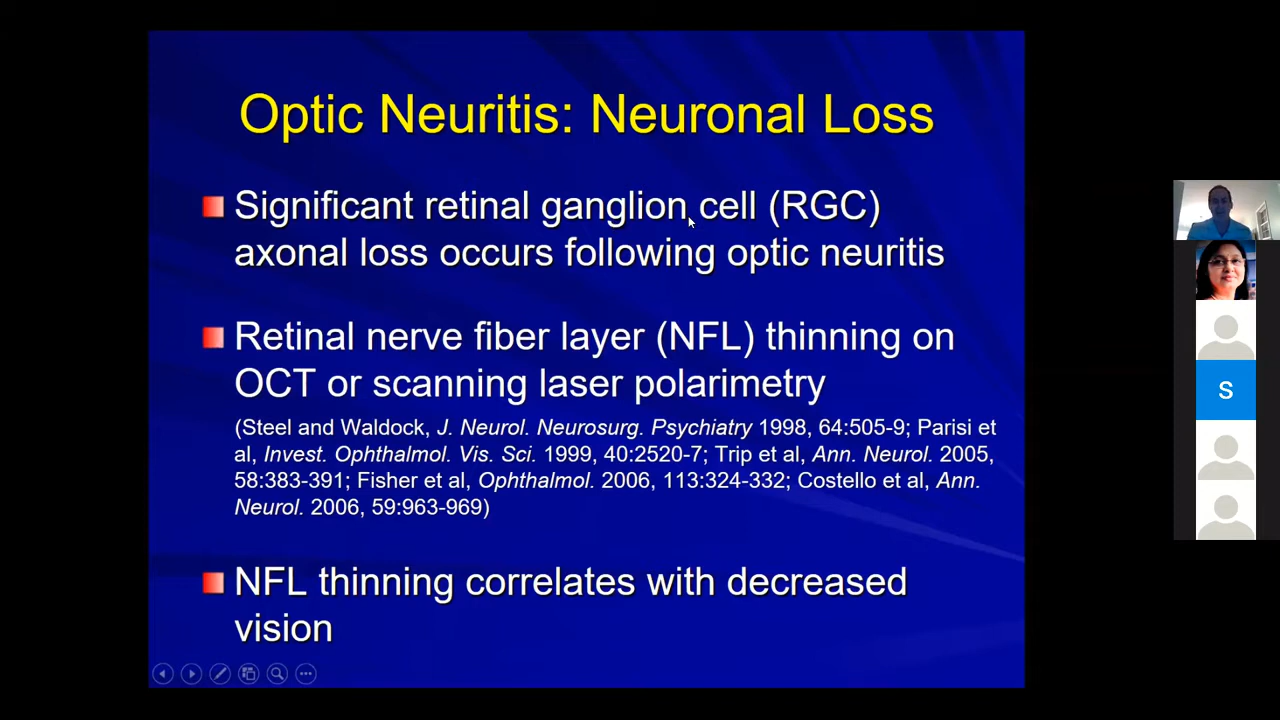 Optic Neuritis: Neuronal Loss
Significant retinal ganglion cell (RGC)
axonal loss occurs following optic neuritis
Retinal nerve fiber layer (NFL) thinning on
OCT or scanning laser polarimetry
(Steel and Waldock, J. Neurol. Neurosurg. Psychiatry 1998, 64:505-9; Parisi et
al, Invest. Ophthalmol. Vis. Sci. 1999, 40:2520-7; Trip et al, Ann. Neurol. 2005,
58:383-391; Fisher et al, Ophthalmol. 2006, 113:324-332; Costello et al, Ann.
Neurol. 2006, 59:963-969)
NFL thinning correlates with decreased
vision
S